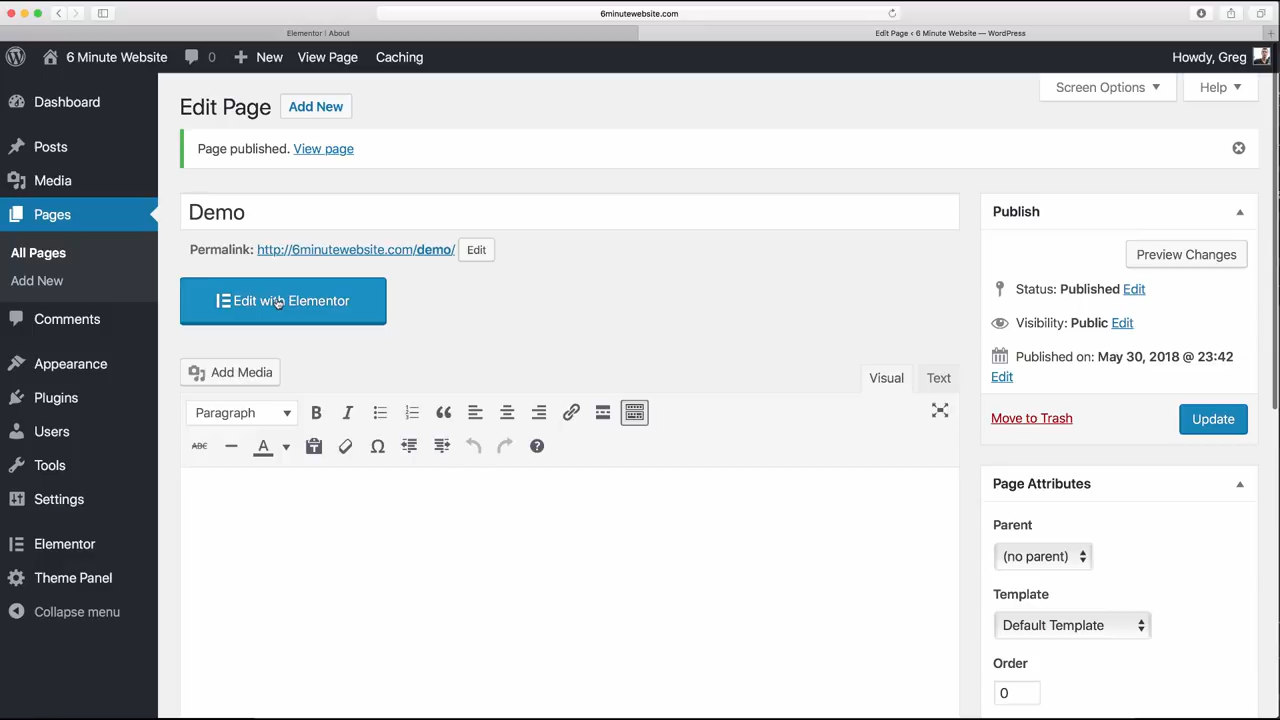 6minutewebsite.com
Elementor | About
Edit Page < 6 Minute Website — WordPress
6 Minute Website 0 New View Page Caching Howdy, Greg
Screen Options Help
Dashboard
Posts
Media
Pages
All Pages
Add New
Comments
Appearance
Plugins
Users
Tools
Settings
Elementor
Theme Panel
Collapse menu
Edit Page Add New
Page published. View page
Demo
Permalink: http://6minutewebsite.com/demo/ Edit
Edit with Elementor
Add Media
Visual Text
Paragraph B I
ABC A
Publish
Preview Changes
Status: Published Edit
Visibility: Public Edit
Published on: May 30, 2018 @ 23:42
Edit
Move to Trash Update
Page Attributes
Parent
(no parent)
Template
Default Template
Order
0